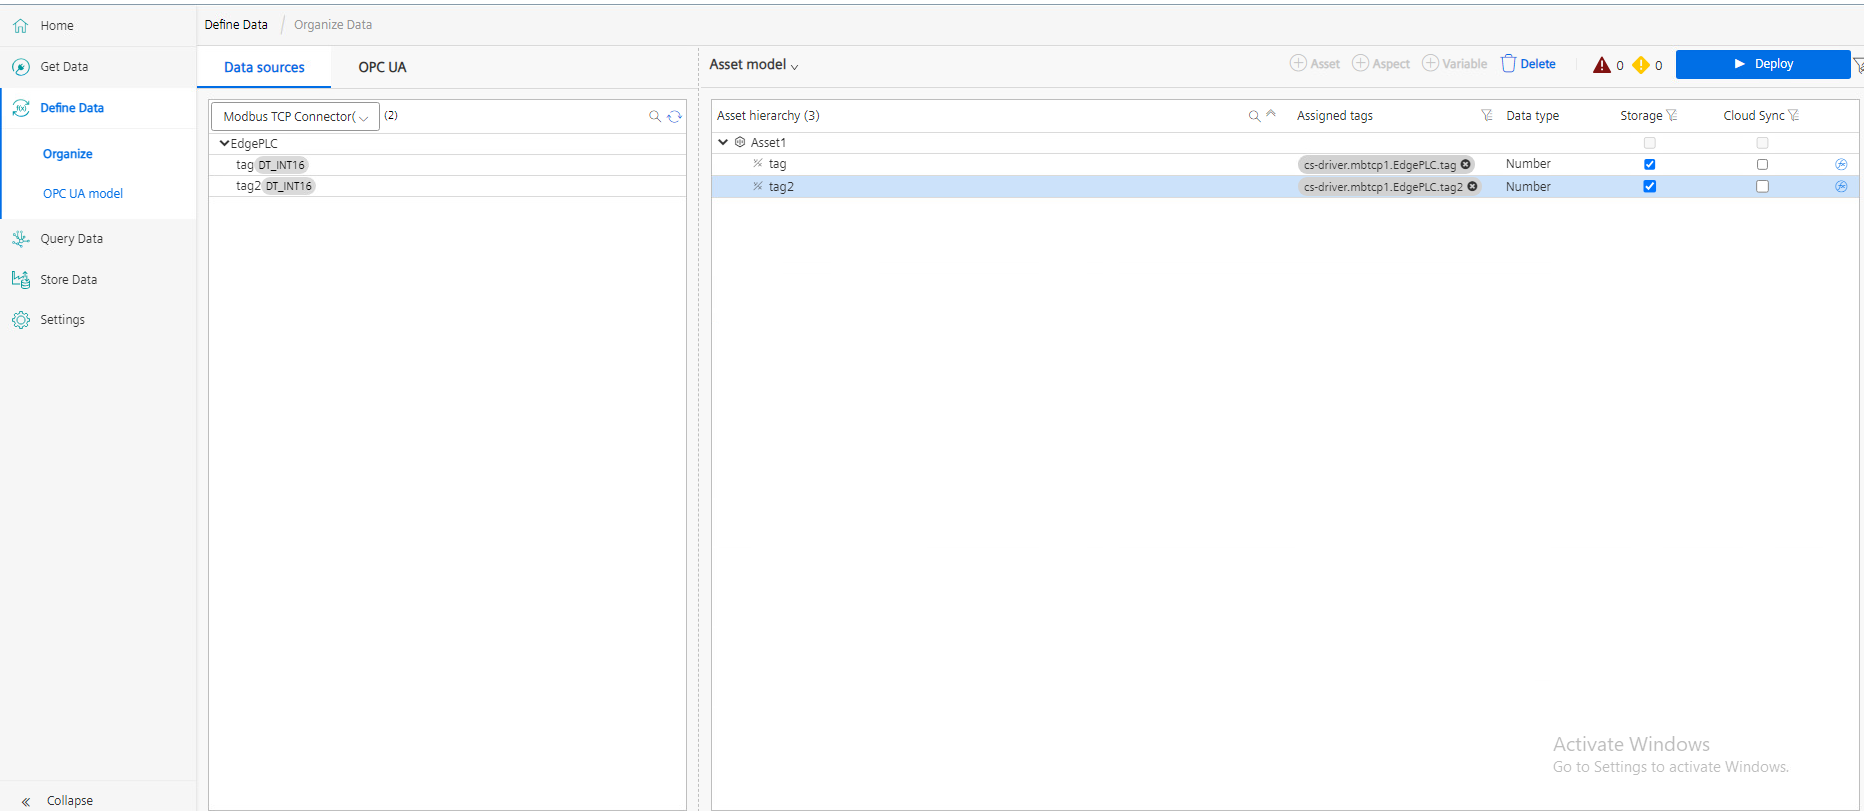 Home
Get Data
Define Data
Organize
OPC UA model
Query Data
Store Data
Settings
Collapse
Define Data / Organize Data
Data sources OPC UA
Modbus TCP Connector( (2)
EdgePLC
tag DT_INT16
tag2 DT_INT16
Asset model
Asset Aspect Variable Delete 0 0 Deploy
Asset hierarchy (3) Assigned tags Data type Storage Cloud Sync
Asset1
tag cs-driver.mbtcp1.EdgePLC.tag Number
tag2 cs-driver.mbtcp1.EdgePLC.tag2 Number
Activate Windows
Go to Settings to activate Windows.